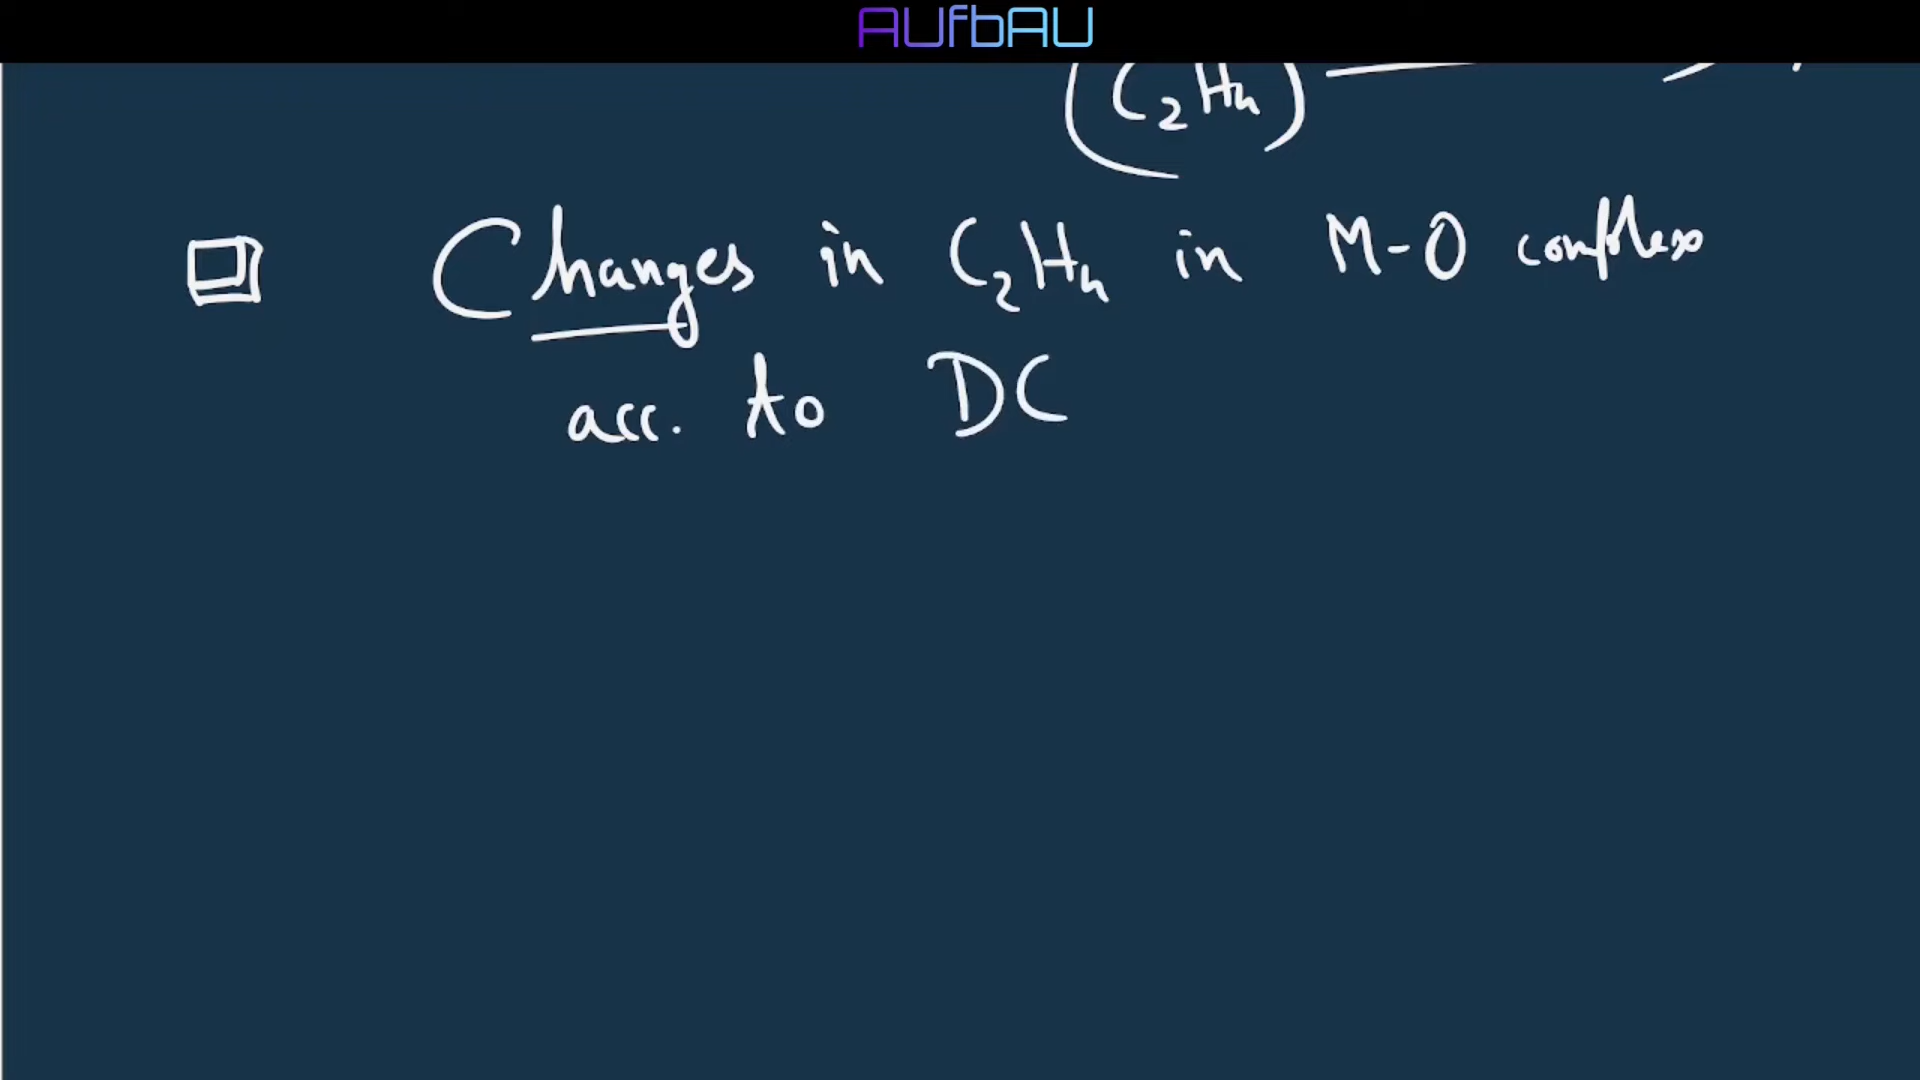 AUfbAU
(C₂H₄)
Changes in C₂H₄ in M-O complex
acc. to DC